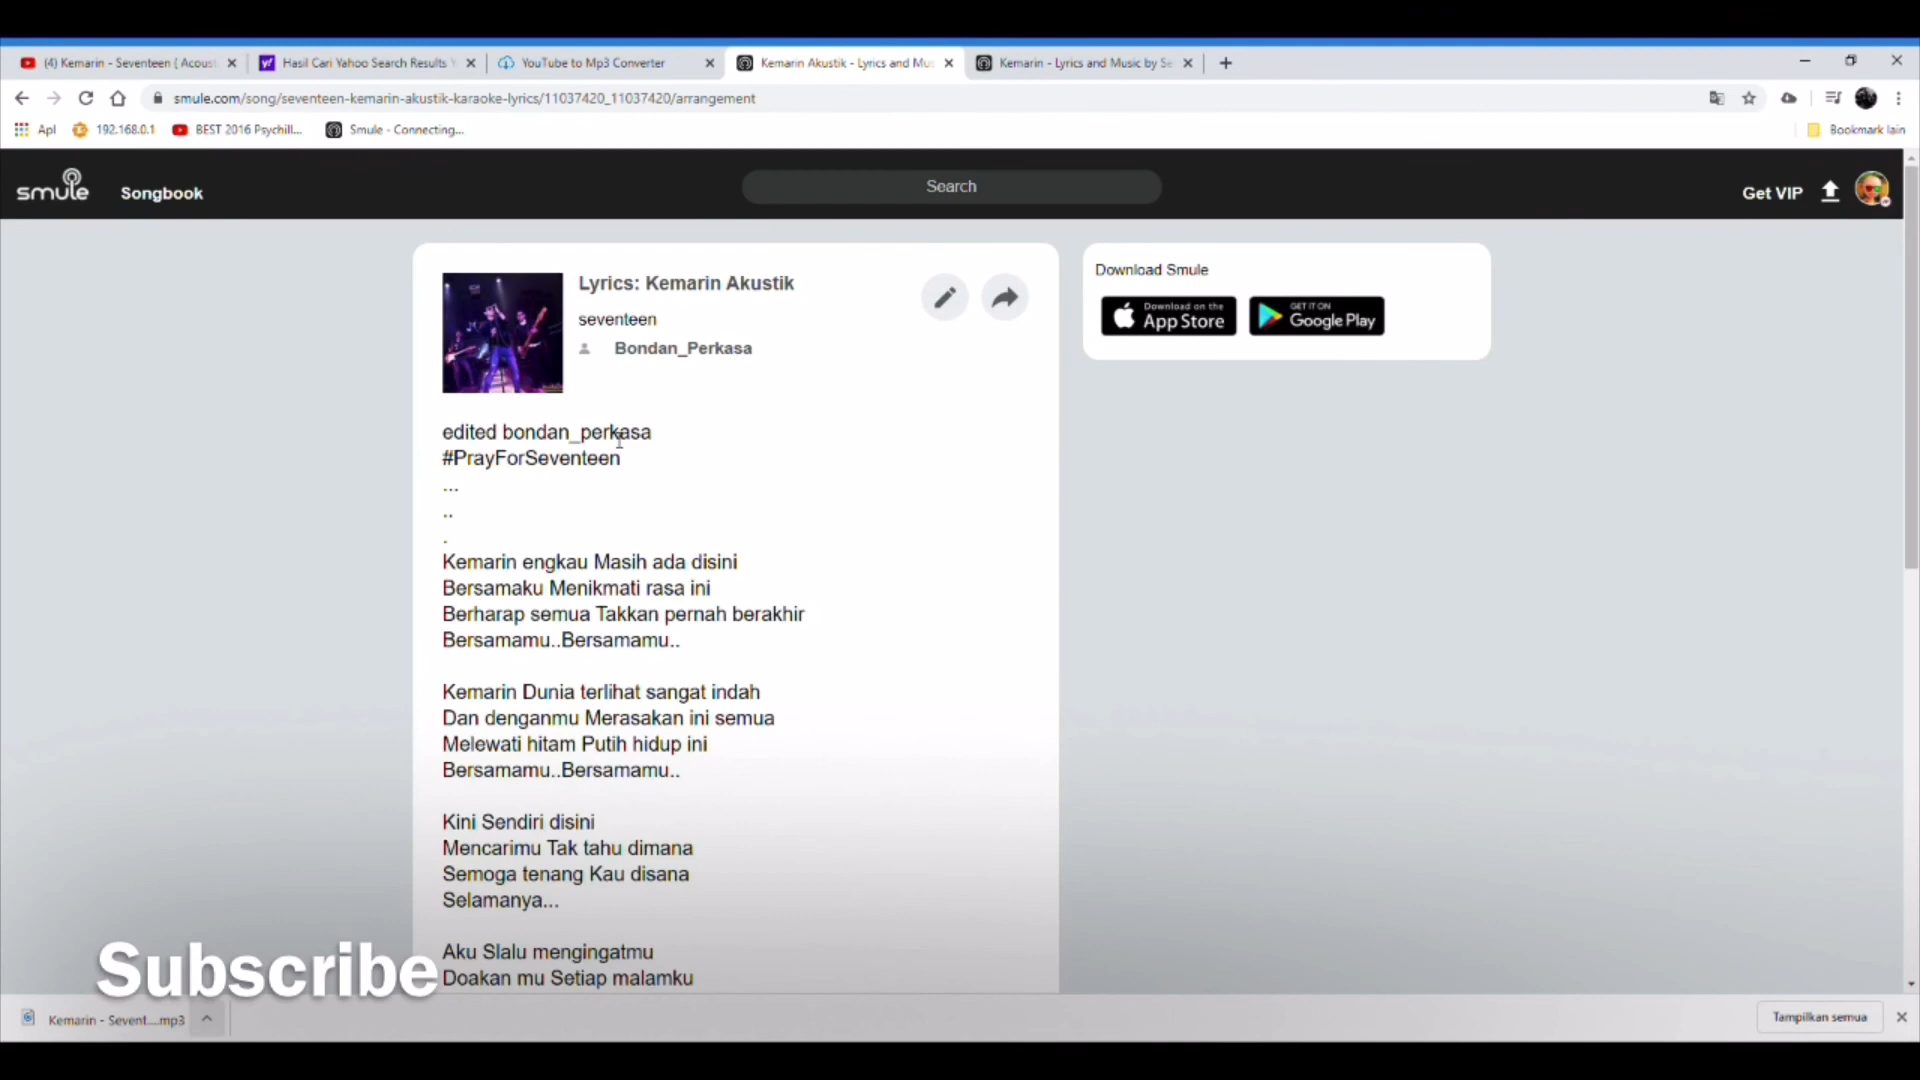 (4) Kemarin - Seventeen ( Acoust
Hasil Cari Yahoo Search Results
YouTube to Mp3 Converter
Kemarin Akustik - Lyrics and Mus
Kemarin - Lyrics and Music by Se
smule.com/song/seventeen-kemarin-akustik-karaoke-lyrics/11037420_11037420/arrangement
Apl
192.168.0.1
BEST 2016 Psychill...
Smule - Connecting...
Bookmark lain
smule
Songbook
Search
Get VIP
Lyrics: Kemarin Akustik
seventeen
Bondan_Perkasa
Download Smule
Download on the
App Store
GET IT ON
Google Play
edited bondan_perkasa
#PrayForSeventeen
...
..
.
Kemarin engkau Masih ada disini
Bersamaku Menikmati rasa ini
Berharap semua Takkan pernah berakhir
Bersamamu..Bersamamu..
Kemarin Dunia terlihat sangat indah
Dan denganmu Merasakan ini semua
Melewati hitam Putih hidup ini
Bersamamu..Bersamamu..
Kini Sendiri disini
Mencarimu Tak tahu dimana
Semoga tenang Kau disana
Selamanya...
Aku Slalu mengingatmu
Doakan mu Setiap malamku
Subscribe
Kemarin - Sevent....mp3
Tampilkan semua